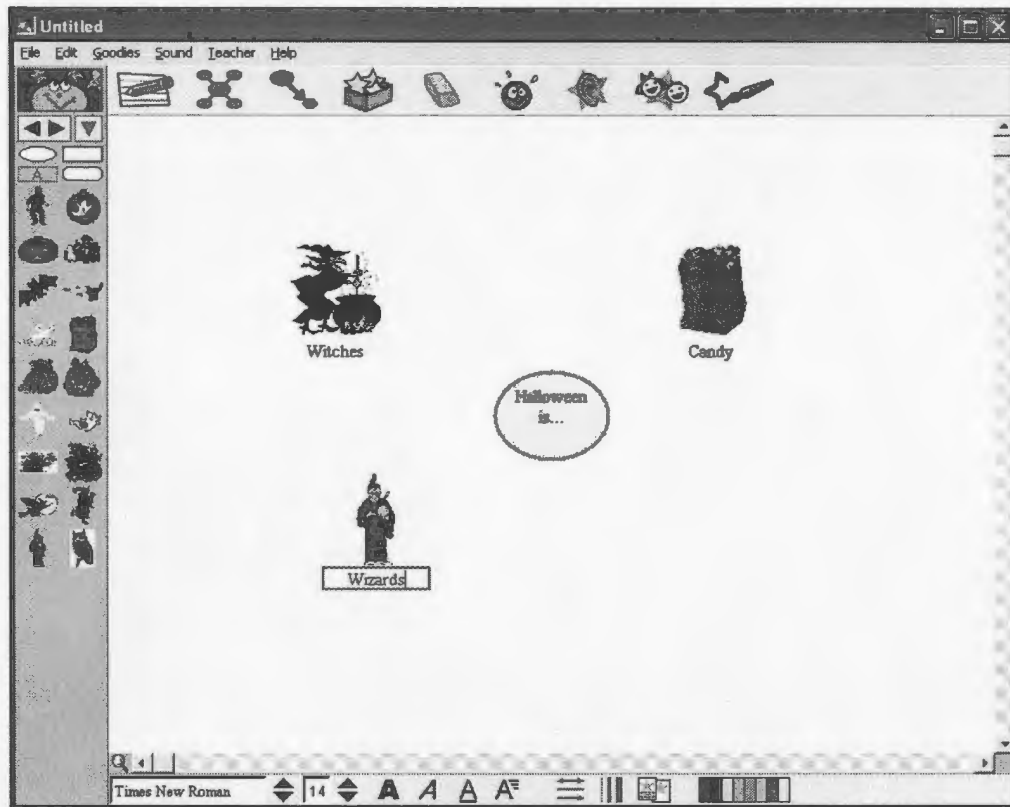 Untitled
File Edit Goodies Sound Teacher Help
A
Witches
Candy
Halloween
is...
Wizards
Times New Roman 14 A A A A